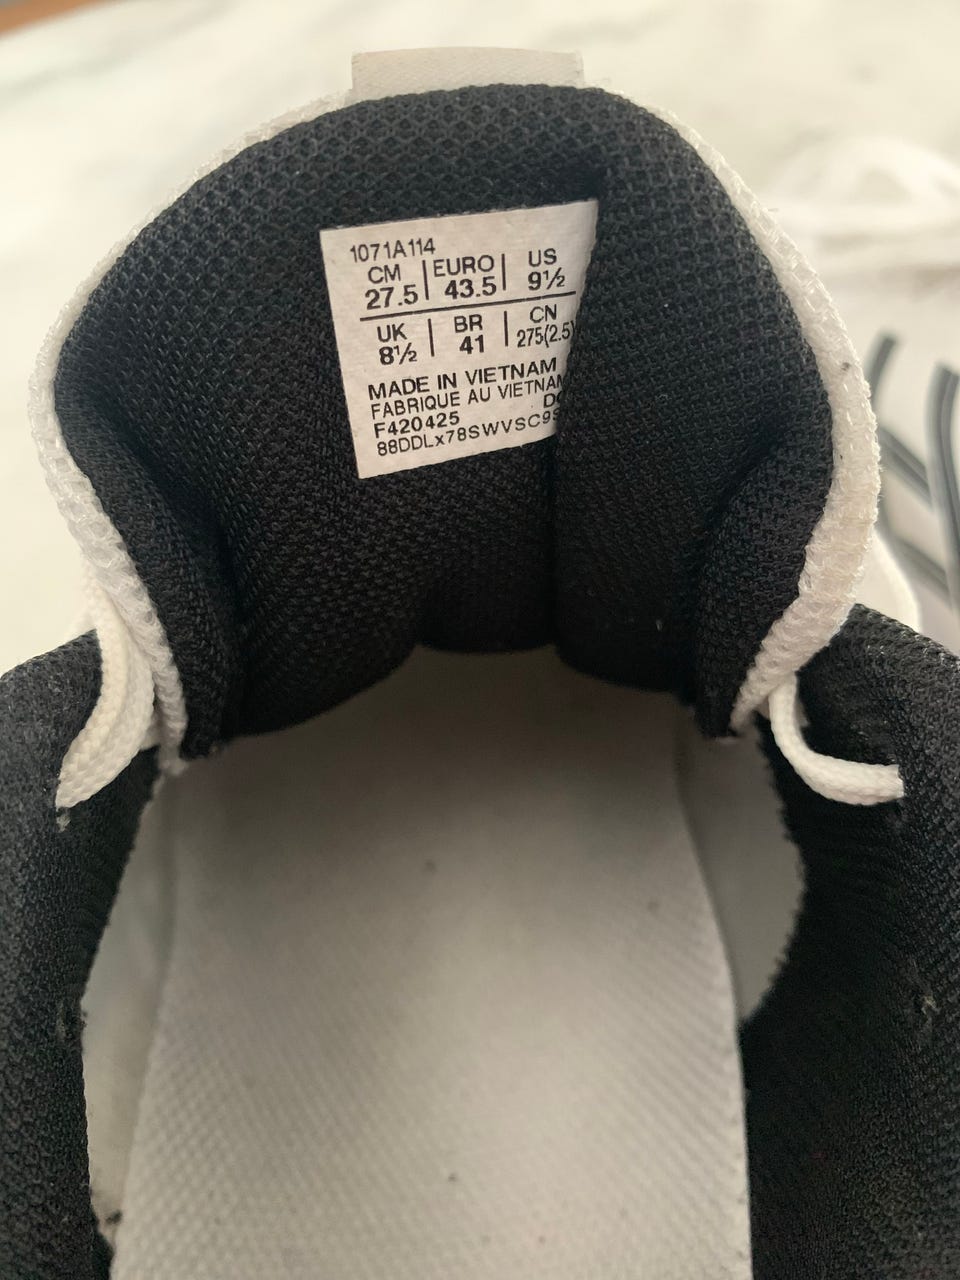 1071A114
CM | EURO | US
27.5 | 43.5 | 9½
UK | BR | CN
8½ | 41 | 275(2.5)
MADE IN VIETNAM
FABRIQUE AU VIETNAM
F420425
88DDLx78SWVSC9